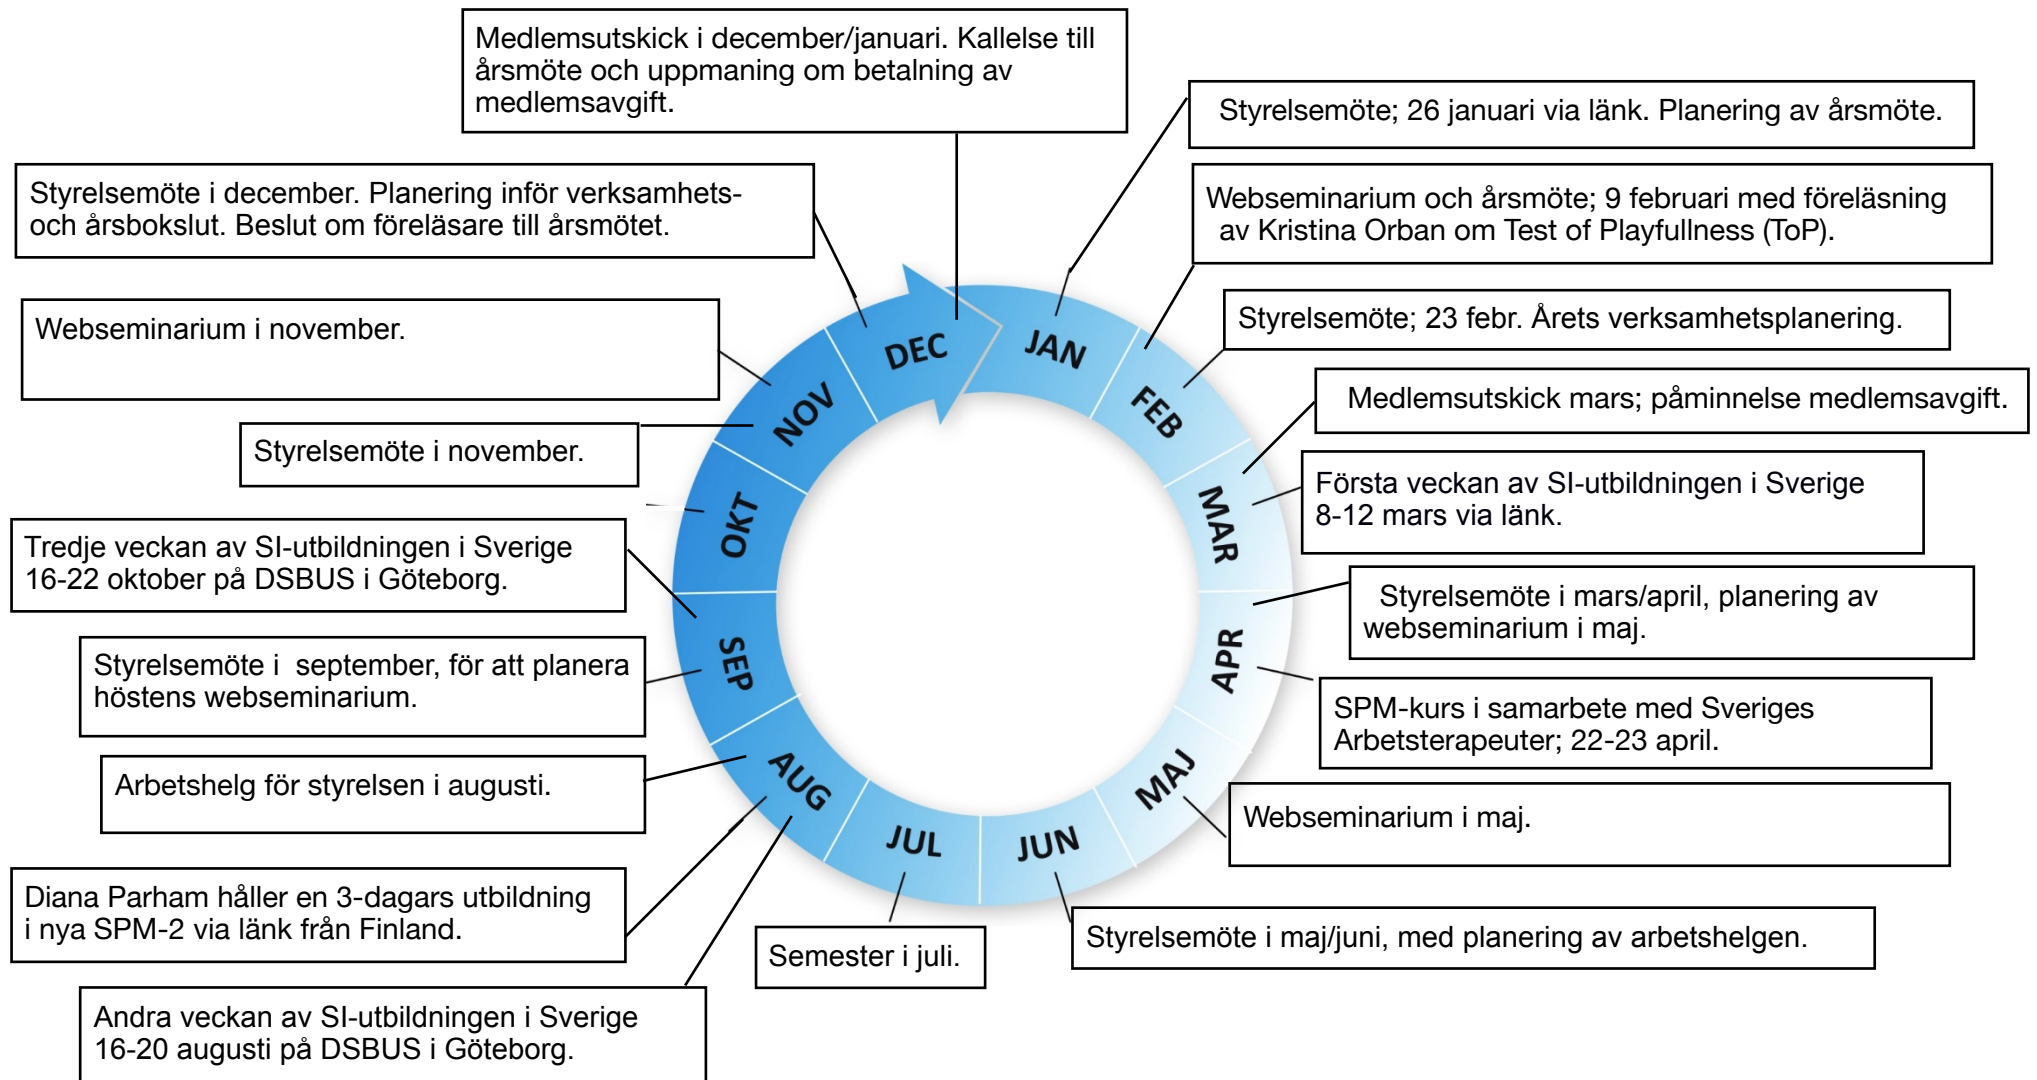 Medlemsutskick i december/januari. Kallelse till
årsmöte och uppmaning om betalning av
medlemsavgift.
Styrelsemöte; 26 januari via länk. Planering av årsmöte.
Webseminarium och årsmöte; 9 februari med föreläsning
av Kristina Orban om Test of Playfullness (ToP).
Styrelsemöte; 23 febr. Årets verksamhetsplanering.
Medlemsutskick mars; påminnelse medlemsavgift.
Första veckan av SI-utbildningen i Sverige
8-12 mars via länk.
Styrelsemöte i mars/april, planering av
webseminarium i maj.
SPM-kurs i samarbete med Sveriges
Arbetsterapeuter; 22-23 april.
Webseminarium i maj.
Styrelsemöte i maj/juni, med planering av arbetshelgen.
Semester i juli.
Andra veckan av SI-utbildningen i Sverige
16-20 augusti på DSBUS i Göteborg.
Diana Parham håller en 3-dagars utbildning
i nya SPM-2 via länk från Finland.
Arbetshelg för styrelsen i augusti.
Styrelsemöte i  september, för att planera
höstens webseminarium.
Tredje veckan av SI-utbildningen i Sverige
16-22 oktober på DSBUS i Göteborg.
Styrelsemöte i november.
Webseminarium i november.
Styrelsemöte i december. Planering inför verksamhets-
och årsbokslut. Beslut om föreläsare till årsmötet.
JAN
FEB
MAR
APR
MAJ
JUN
JUL
AUG
SEP
OKT
NOV
DEC